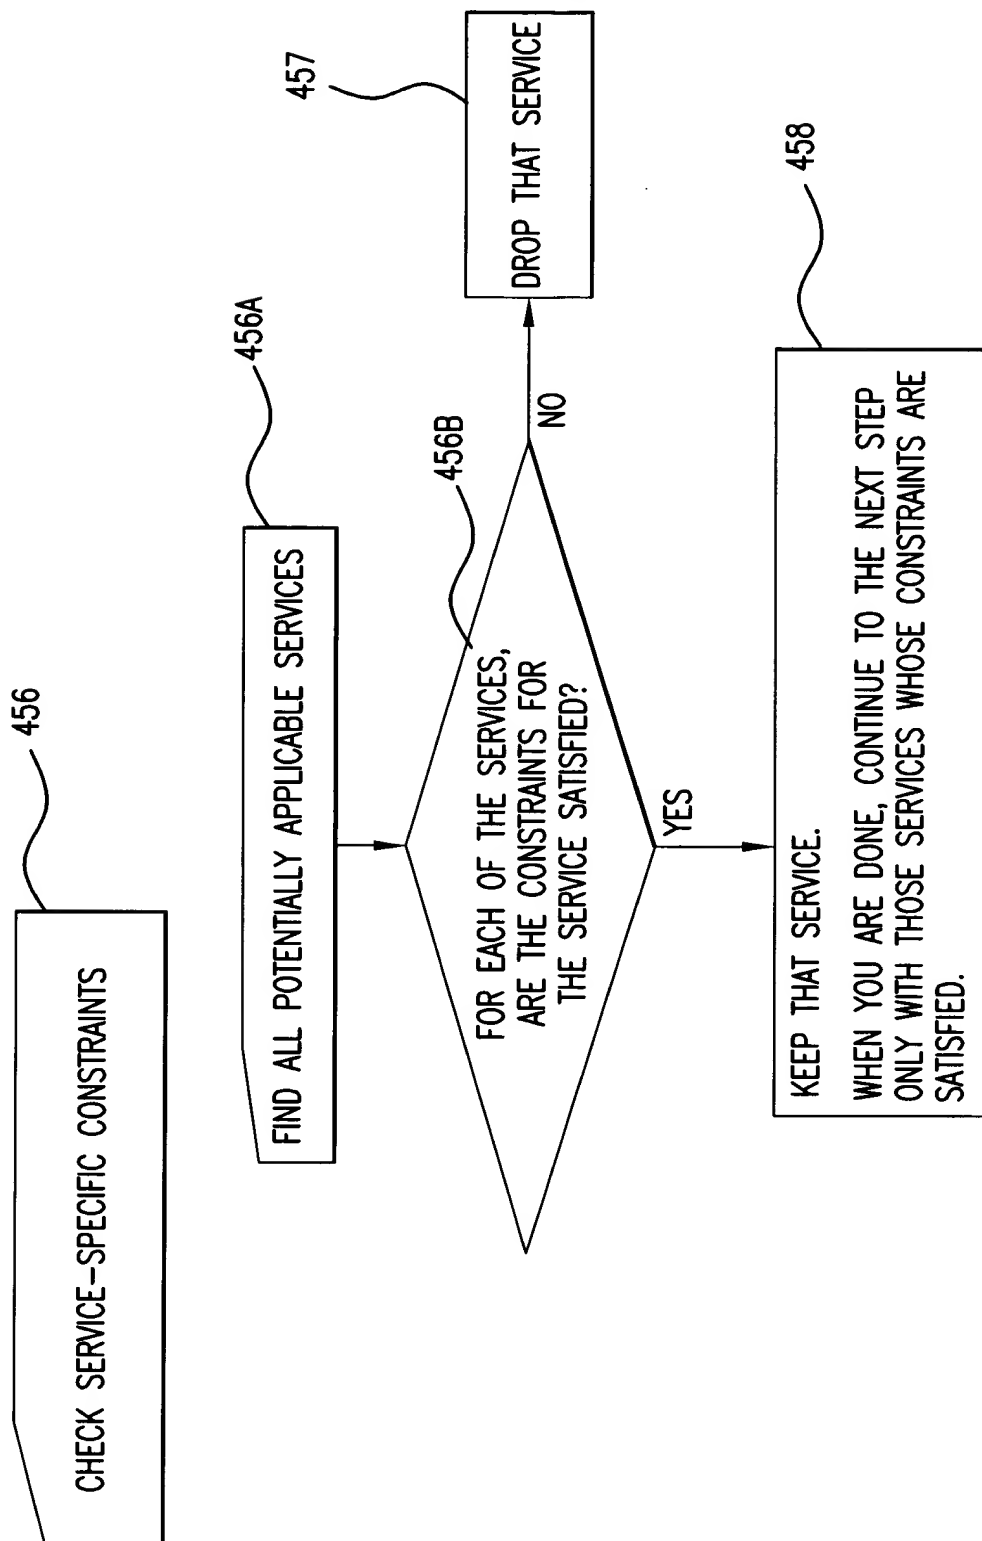 456
CHECK SERVICE-SPECIFIC CONSTRAINTS
456A
FIND ALL POTENTIALLY APPLICABLE SERVICES
456B
FOR EACH OF THE SERVICES,
ARE THE CONSTRAINTS FOR
THE SERVICE SATISFIED?
NO
457
DROP THAT SERVICE
YES
458
KEEP THAT SERVICE.
WHEN YOU ARE DONE, CONTINUE TO THE NEXT STEP
ONLY WITH THOSE SERVICES WHOSE CONSTRAINTS ARE
SATISFIED.